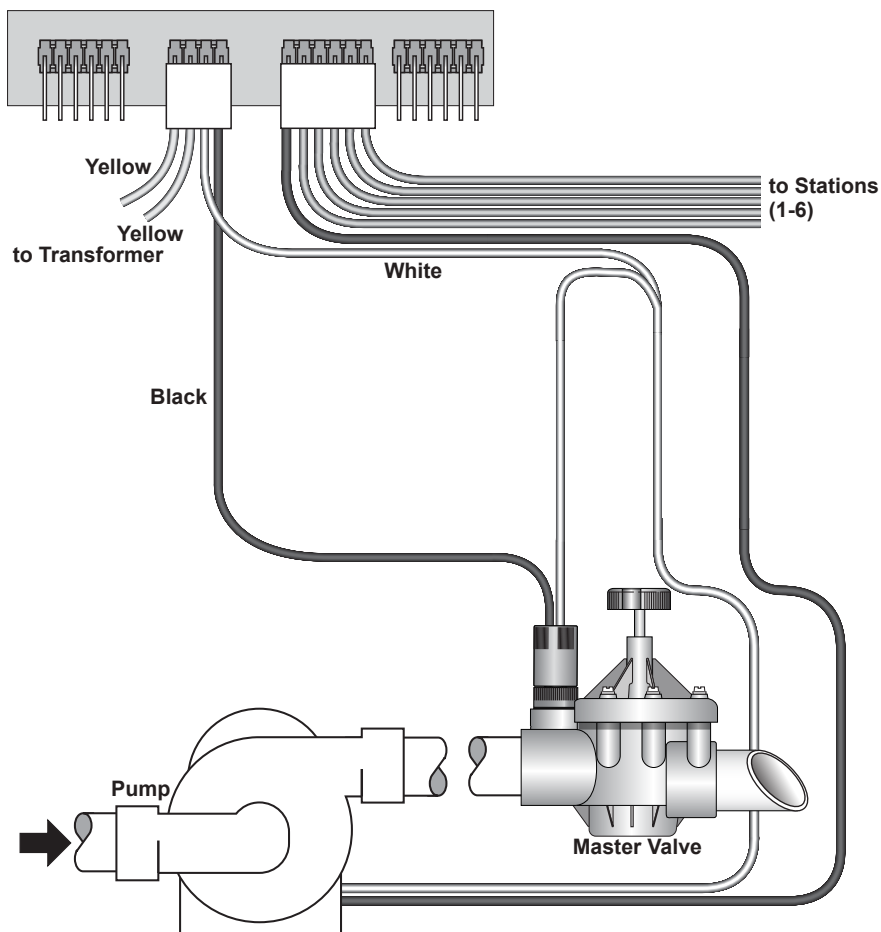 Yellow
Yellow
to Transformer
to Stations
(1-6)
White
Black
Pump
Master Valve